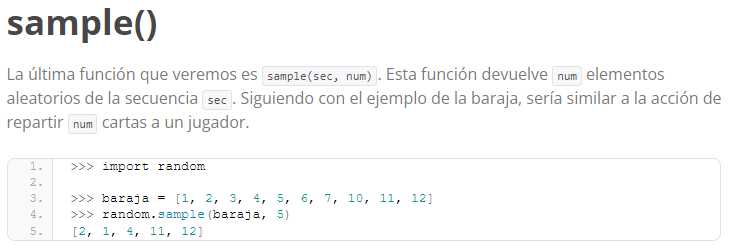 sample()
La última función que veremos es sample(sec, num) . Esta función devuelve num elementos
aleatorios de la secuencia sec . Siguiendo con el ejemplo de la baraja, sería similar a la acción de
repartir num cartas a un jugador.
1. >>> import random
2.
3. >>> baraja = [1, 2, 3, 4, 5, 6, 7, 10, 11, 12]
4. >>> random.sample(baraja, 5)
5. [2, 1, 4, 11, 12]